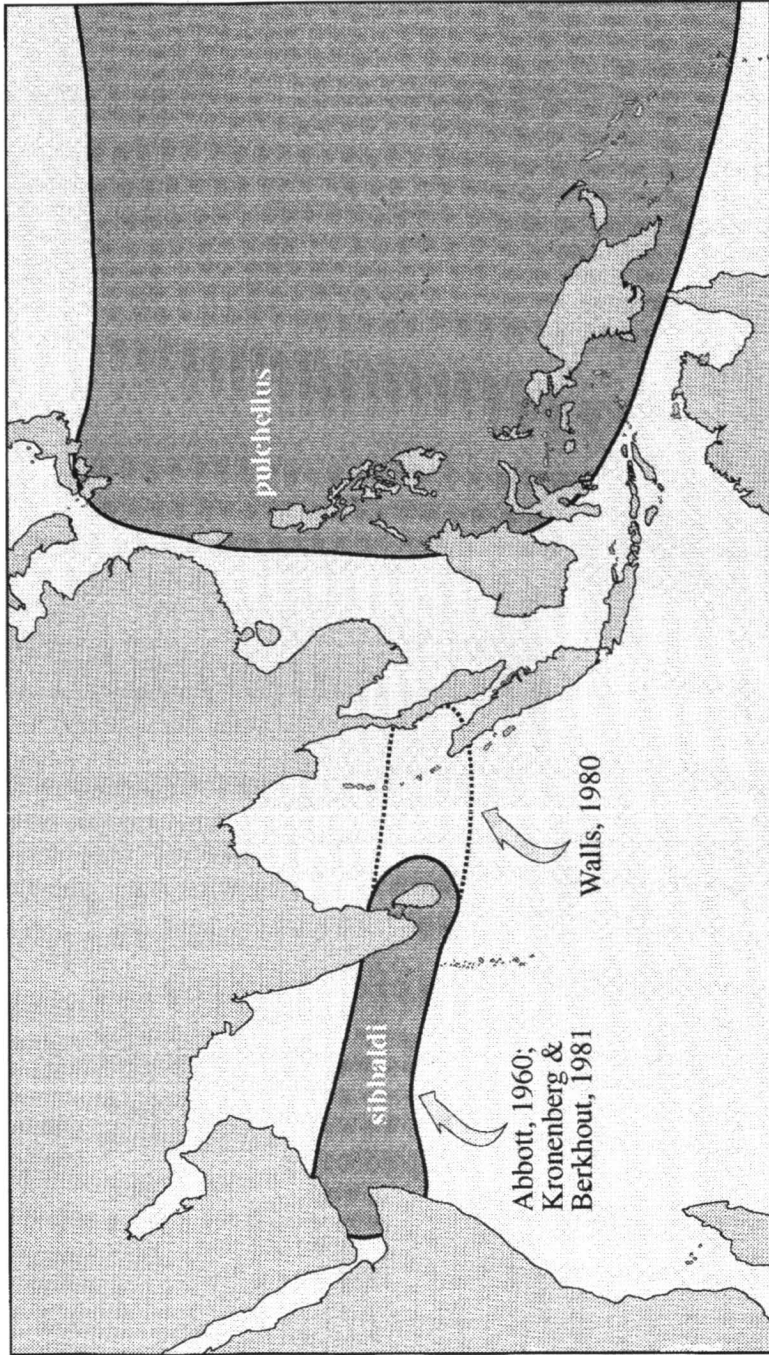 pulchellus
sibbaldi
Walls, 1980
Abbott, 1960;
Kronenberg &
Berkhout, 1981